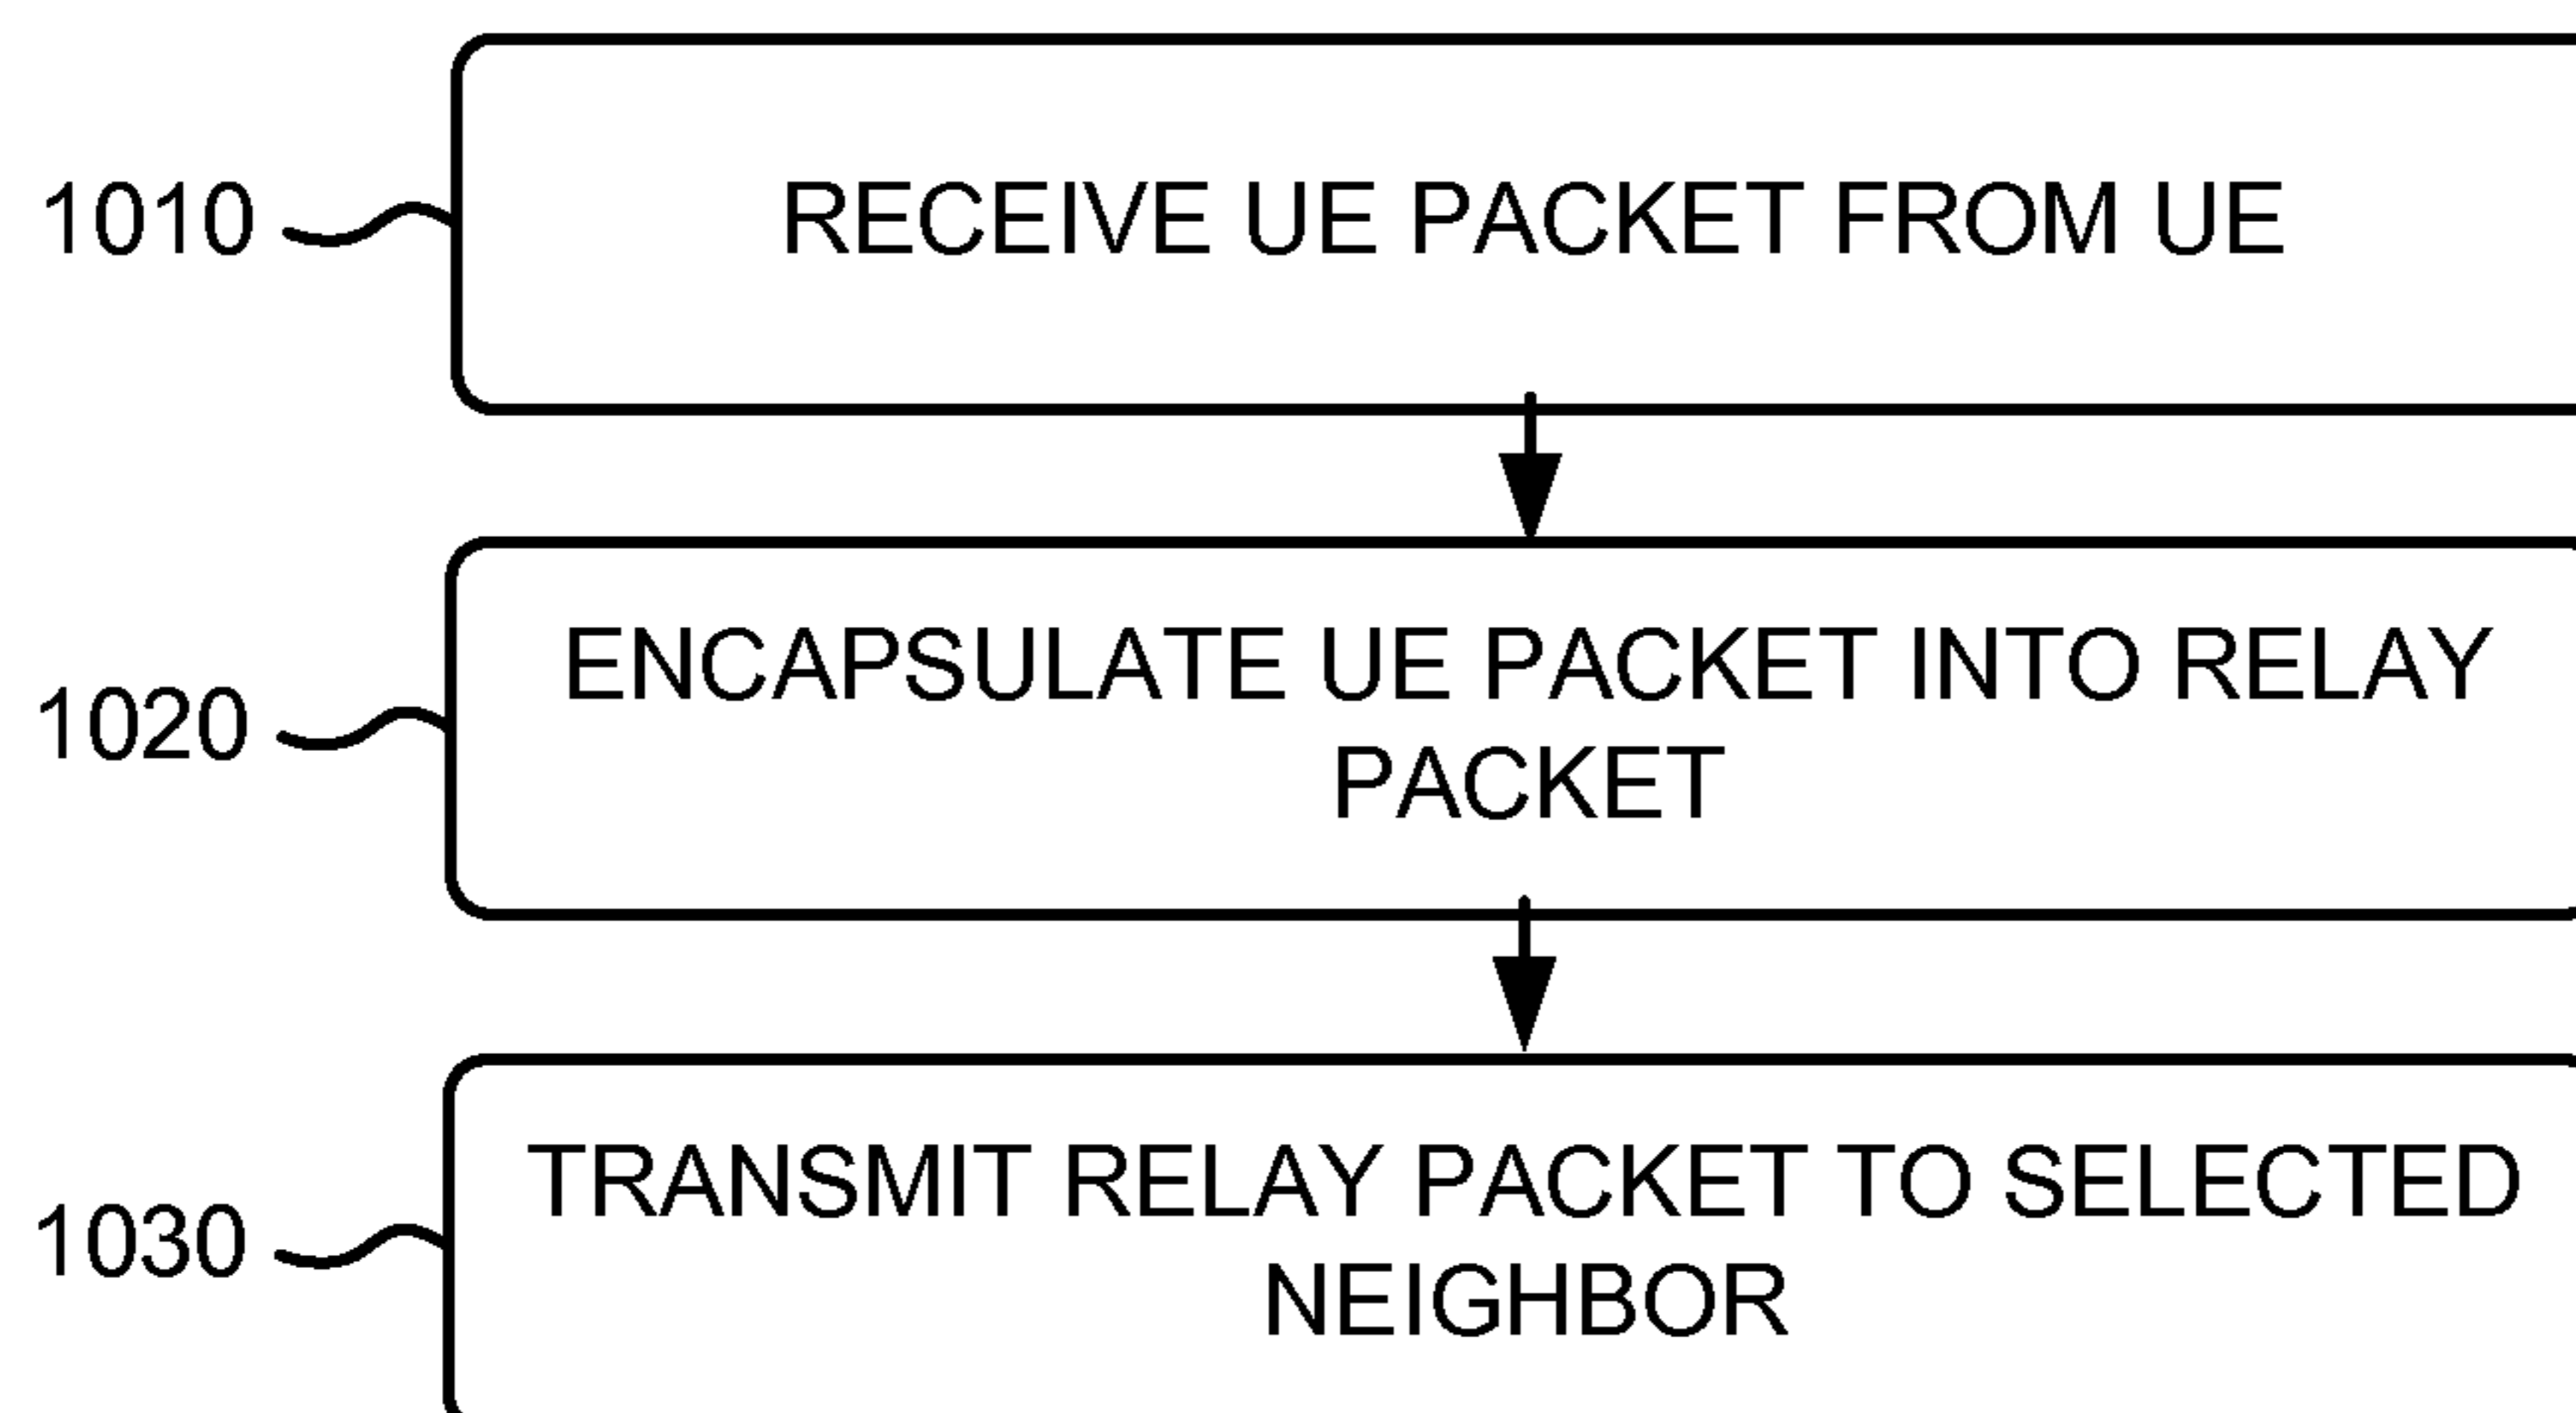 1010
RECEIVE UE PACKET FROM UE
1020
ENCAPSULATE UE PACKET INTO RELAY
PACKET
1030
TRANSMIT RELAY PACKET TO SELECTED
NEIGHBOR